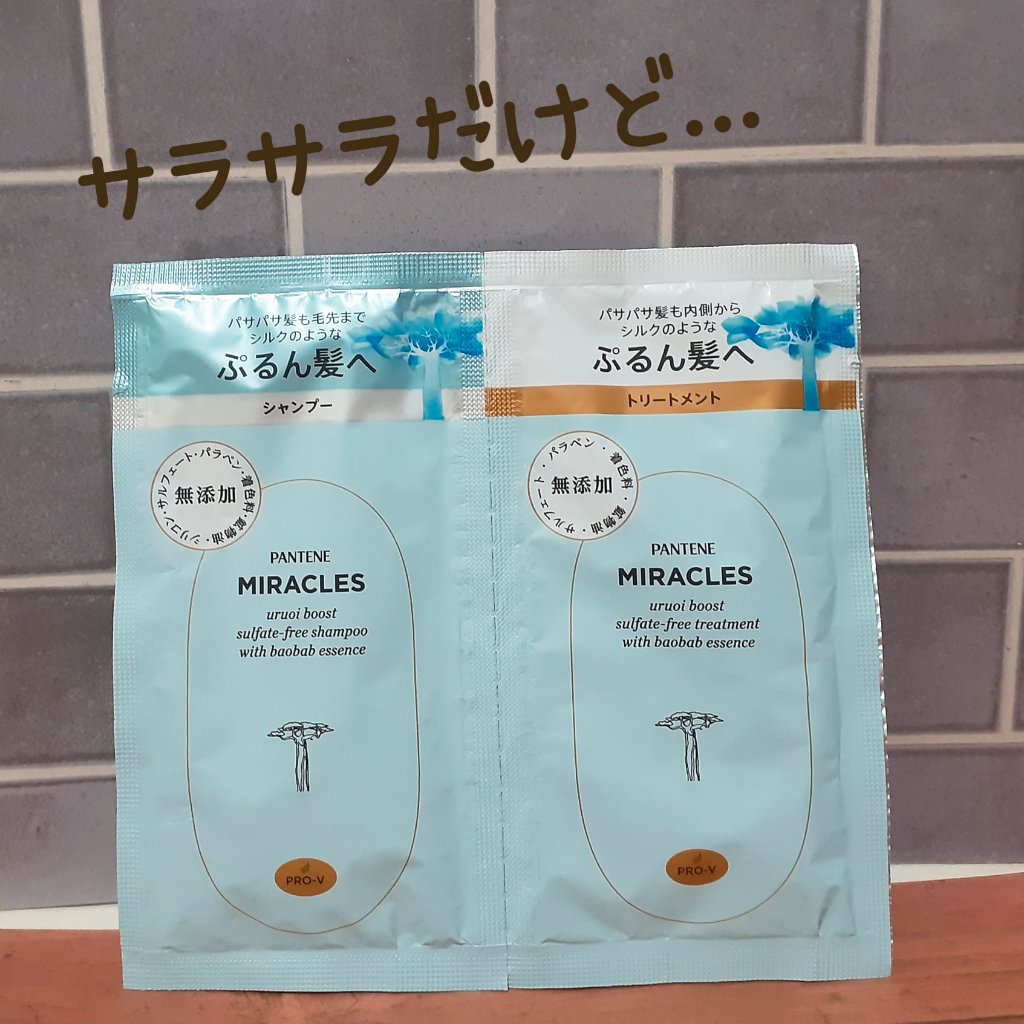 サラサラだけど...
パサパサ髪も毛先まで
シルクのような
ぷるん髪へ
シャンプー
シリコン・サルフェート・パラベン・着色料・鉱物油・
無添加
PANTENE
MIRACLES
uruoi boost
sulfate-free shampoo
with baobab essence
PRO-V
パサパサ髪も内側から
シルクのような
ぷるん髪へ
トリートメント
サルフェート・パラベン・着色料・鉱物油・
無添加
PANTENE
MIRACLES
uruoi boost
sulfate-free treatment
with baobab essence
PRO-V